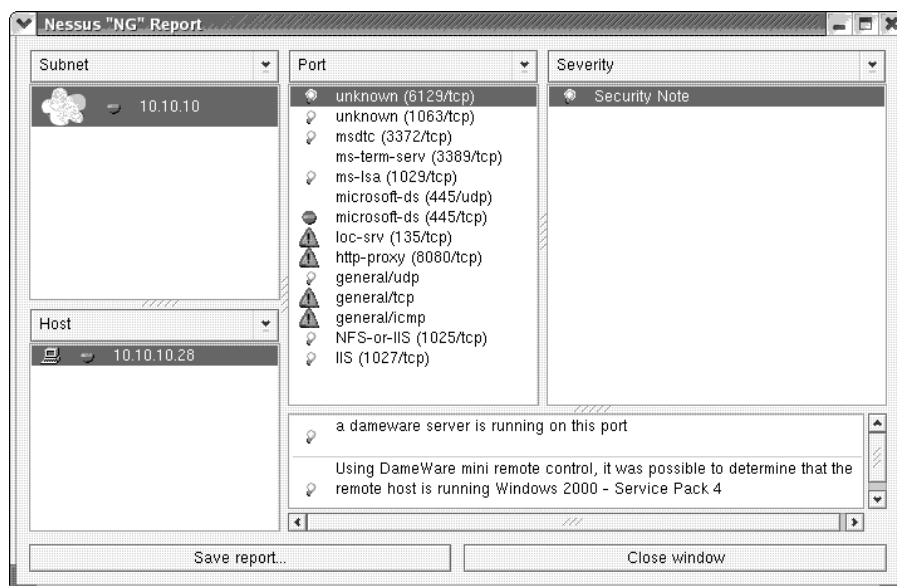 Nessus "NG" Report
Subnet
10.10.10
Host
10.10.10.28
Port
unknown (6129/tcp)
unknown (1063/tcp)
msdtc (3372/tcp)
ms-term-serv (3389/tcp)
ms-lsa (1029/tcp)
microsoft-ds (445/udp)
microsoft-ds (445/tcp)
loc-srv (135/tcp)
http-proxy (8080/tcp)
general/udp
general/tcp
general/icmp
NFS-or-IIS (1025/tcp)
IIS (1027/tcp)
Severity
Security Note
a dameware server is running on this port
Using DameWare mini remote control, it was possible to determine that the
remote host is running Windows 2000 - Service Pack 4
Save report...
Close window